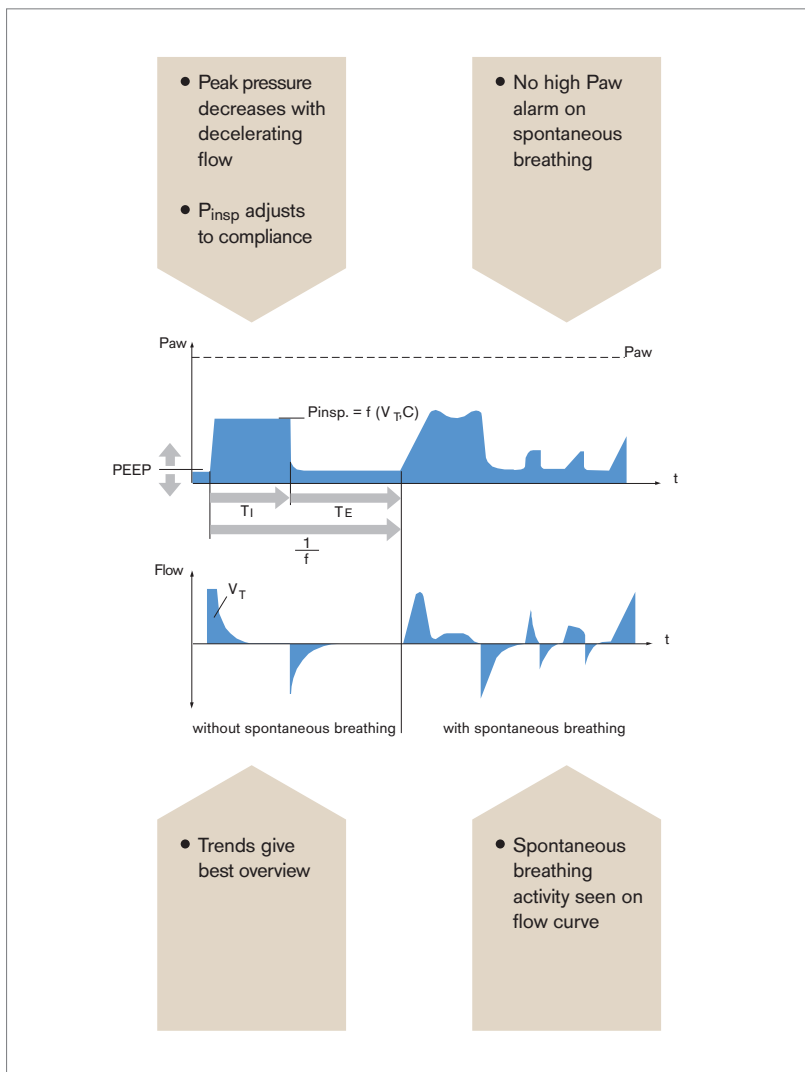 • Peak pressure
decreases with
decelerating
flow
• Pinsp adjusts
to compliance
• No high Paw
alarm on
spontaneous
breathing
Paw
Paw
Pinsp. = f (VT,C)
PEEP
t
TI
TE
1
f
Flow
VT
t
without spontaneous breathing
with spontaneous breathing
• Trends give
best overview
• Spontaneous
breathing
activity seen on
flow curve